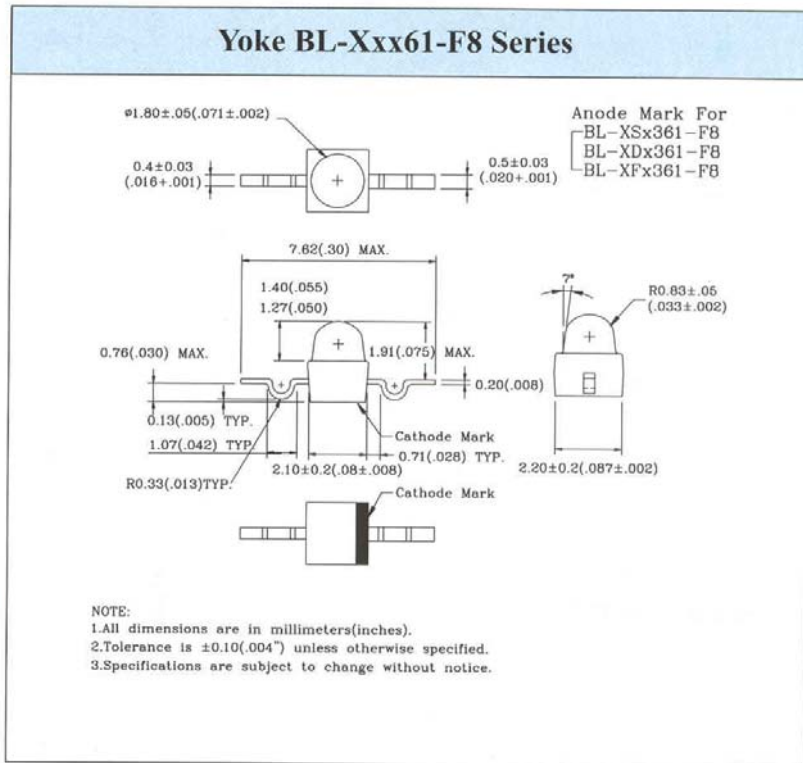 Yoke BL-Xxx61-F8 Series
ø1.80±.05(.071±.002)
Anode Mark For
BL-XSx361-F8
BL-XDx361-F8
BL-XFx361-F8
0.4±0.03
(.016+.001)
0.5±0.03
(.020+.001)
7.62(.30) MAX.
1.40(.055)
1.27(.050)
7°
R0.83±.05
(.033±.002)
0.76(.030) MAX.
1.91(.075) MAX.
0.20(.008)
0.13(.005) TYP.
Cathode Mark
1.07(.042) TYP.
0.71(.028) TYP.
2.10±0.2(.08±.008)
2.20±0.2(.087±.002)
R0.33(.013)TYP.
Cathode Mark
NOTE:
1.All dimensions are in millimeters(inches).
2.Tolerance is ±0.10(.004") unless otherwise specified.
3.Specifications are subject to change without notice.